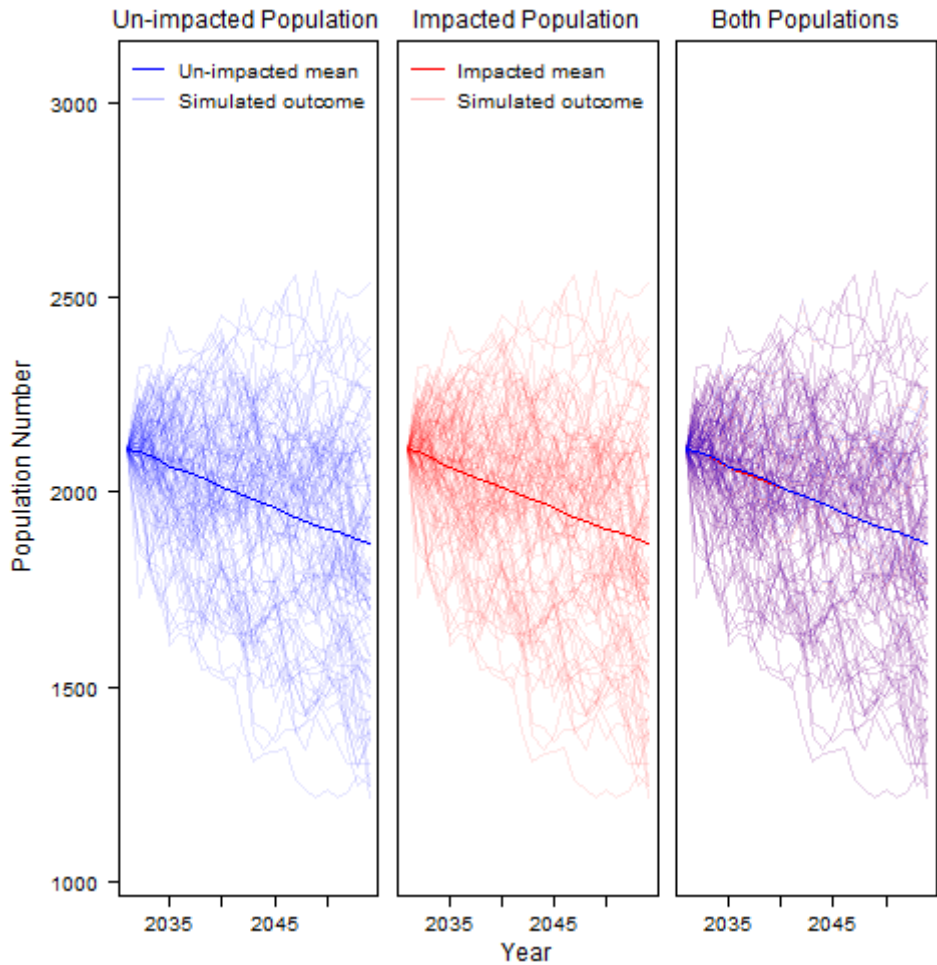 Un-impacted Population
Impacted Population
Both Populations
Un-impacted mean
Simulated outcome
Impacted mean
Simulated outcome
3000
2500
2000
1500
1000
Population Number
2035
2045
2035
2045
2035
2045
Year